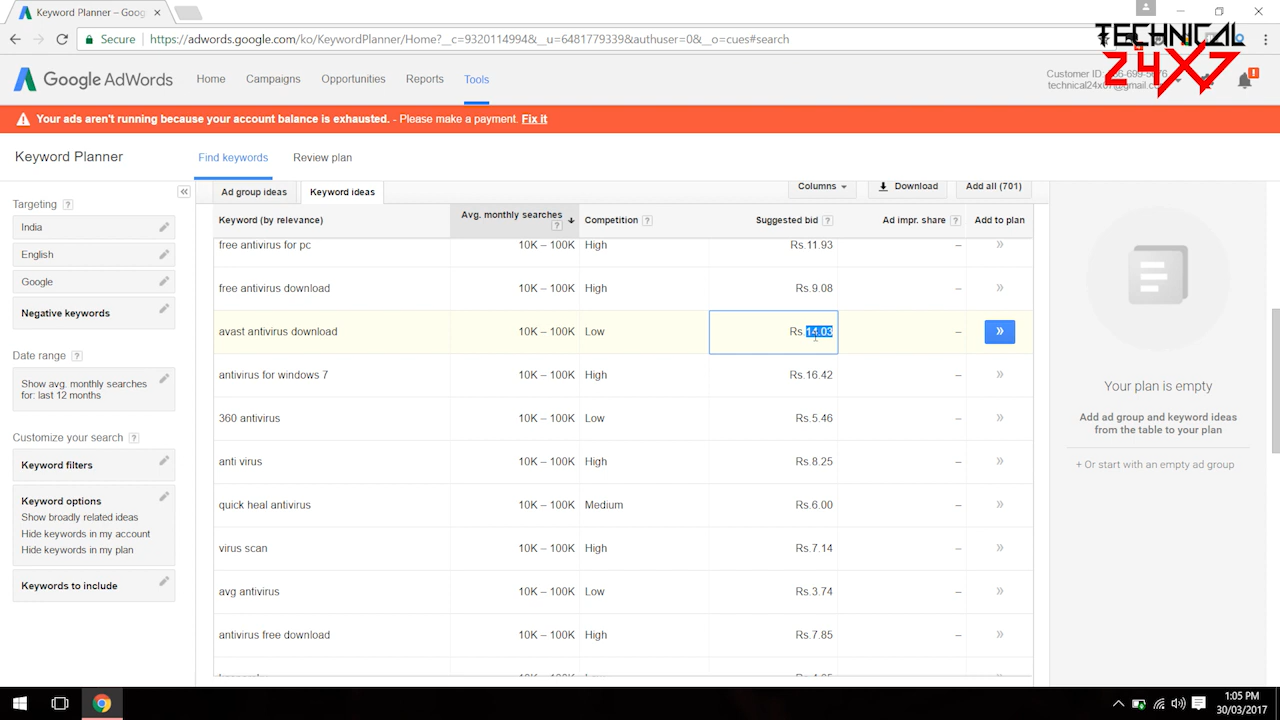 Keyword Planner – Goog
Secure
https://adwords.google.com/ko/KeywordPlanner/
__c=9320114994&__u=6481779339&authuser=0&__o=cues#search
TECHNICAL
24X7
Google AdWords
Home
Campaigns
Opportunities
Reports
Tools
Customer ID:
technical24x
@gmail.c
Your ads aren't running because your account balance is exhausted. - Please make a payment. Fix it
Keyword Planner
Find keywords
Review plan
Targeting ?
India
English
Google
Negative keywords
Date range ?
Show avg. monthly searches
for: last 12 months
Customize your search ?
Keyword filters
Keyword options
Show broadly related ideas
Hide keywords in my account
Hide keywords in my plan
Keywords to include
Ad group ideas
Keyword ideas
Columns
Download
Add all (701)
Keyword (by relevance)
Avg. monthly searches ?
Competition ?
Suggested bid ?
Ad impr. share ?
Add to plan
free antivirus for pc 10K – 100K High Rs.11.93 – »
free antivirus download 10K – 100K High Rs.9.08 – »
avast antivirus download 10K – 100K Low Rs.14.03 – »
antivirus for windows 7 10K – 100K High Rs.16.42 – »
360 antivirus 10K – 100K Low Rs.5.46 – »
anti virus 10K – 100K High Rs.8.25 – »
quick heal antivirus 10K – 100K Medium Rs.6.00 – »
virus scan 10K – 100K High Rs.7.14 – »
avg antivirus 10K – 100K Low Rs.3.74 – »
antivirus free download 10K – 100K High Rs.7.85 – »
Your plan is empty
Add ad group and keyword ideas
from the table to your plan
+ Or start with an empty ad group
1:05 PM
30/03/2017